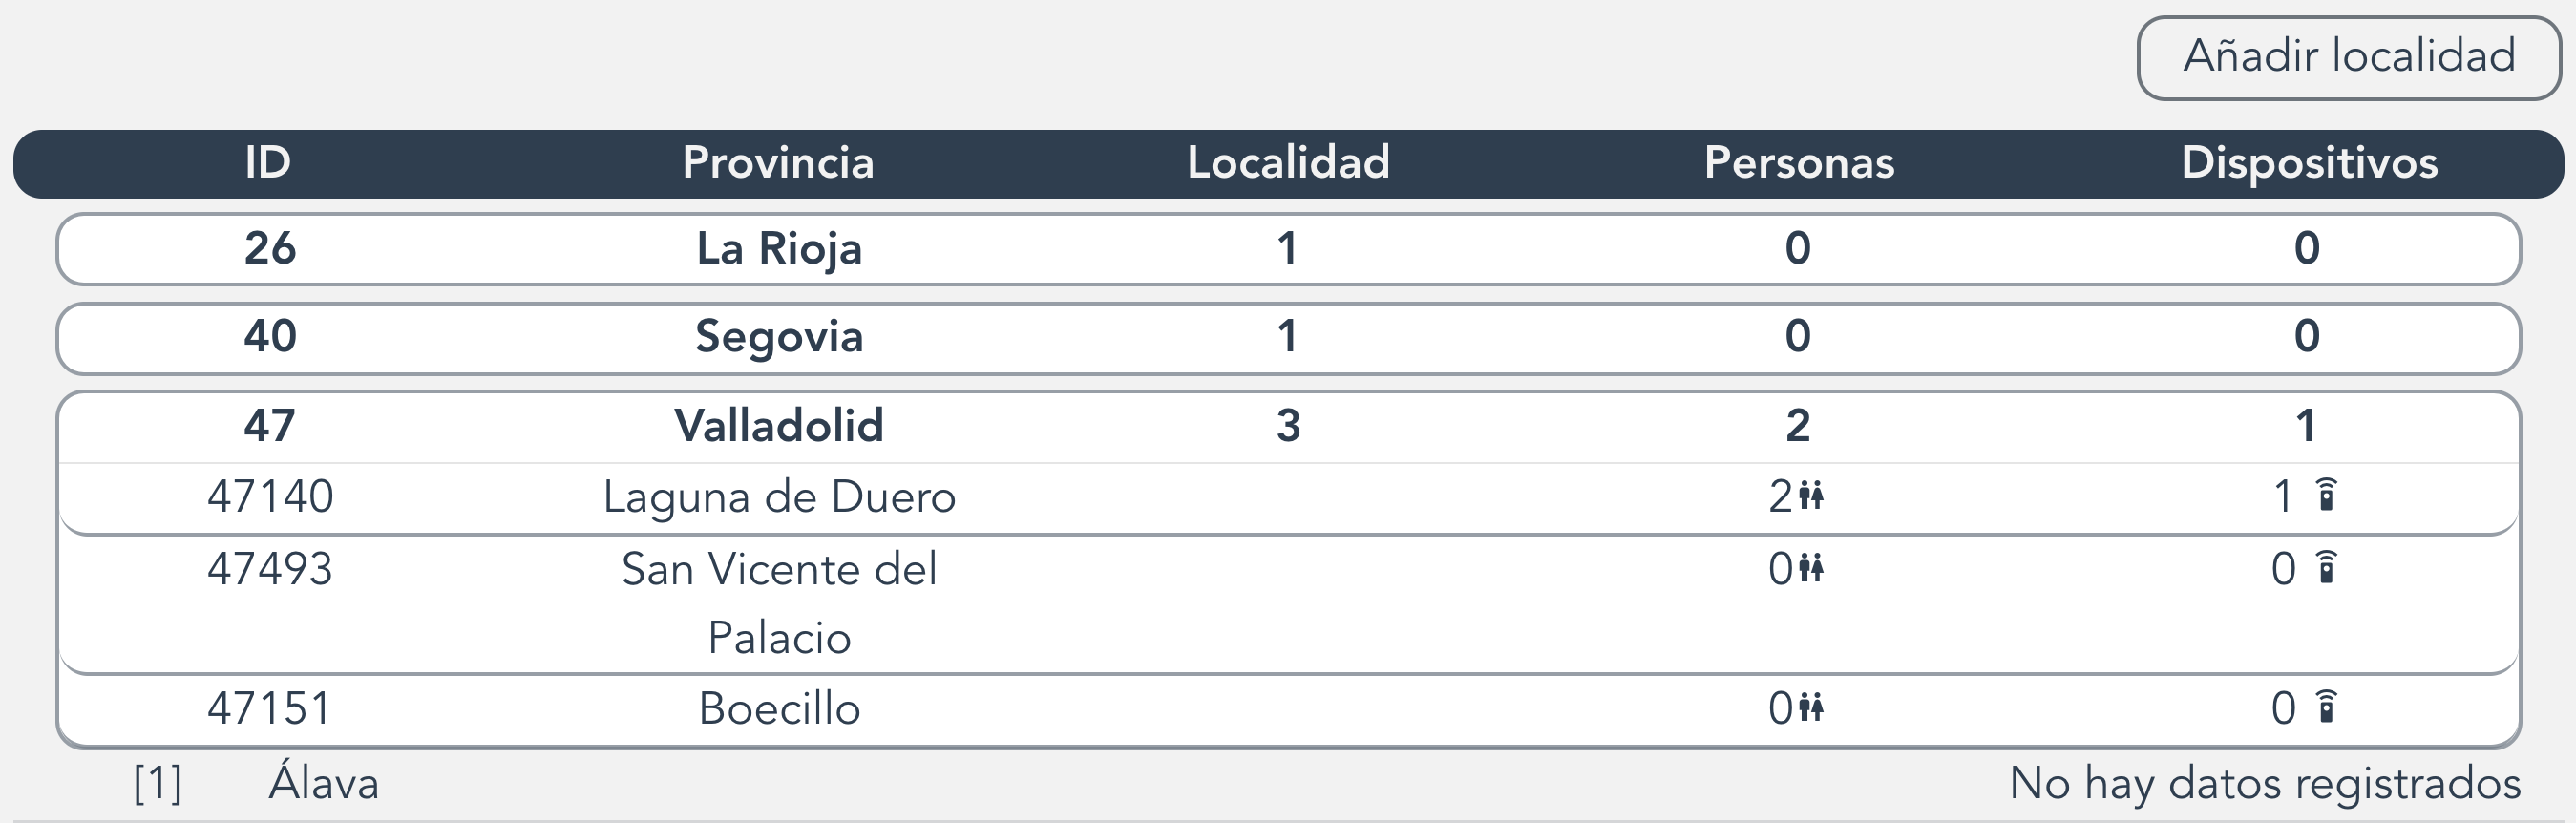 Añadir localidad
ID Provincia Localidad Personas Dispositivos
26 La Rioja 1 0 0
40 Segovia 1 0 0
47 Valladolid 3 2 1
47140 Laguna de Duero 2 1
47493 San Vicente del 0 0
Palacio
47151 Boecillo 0 0
[1] Álava No hay datos registrados